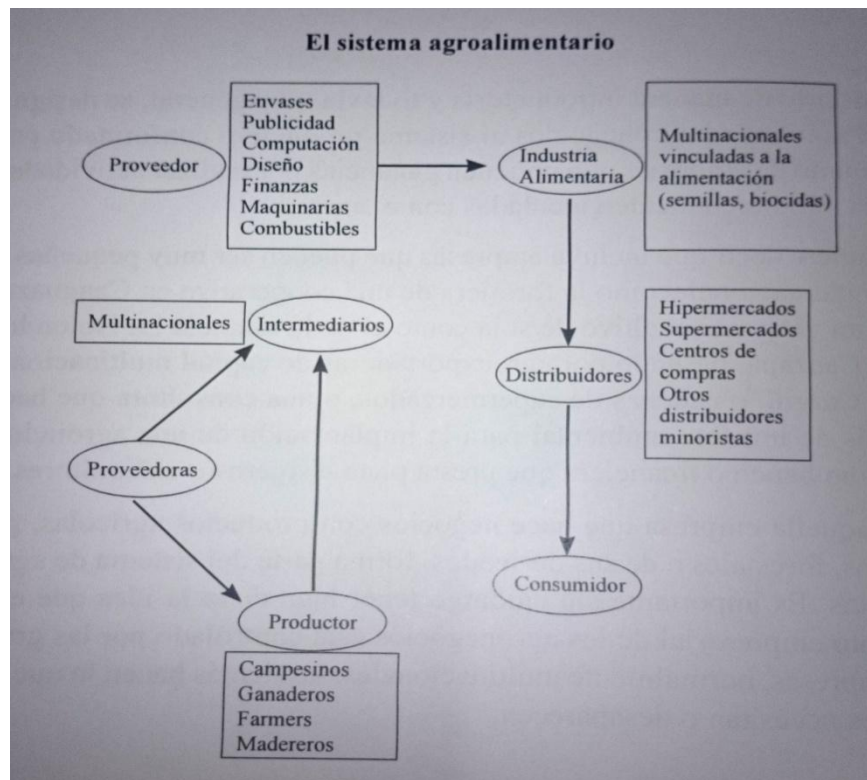 El sistema agroalimentario
Proveedor
Envases
Publicidad
Computación
Diseño
Finanzas
Maquinarias
Combustibles
Industria
Alimentaria
Multinacionales
vinculadas a la
alimentación
(semillas, biocidas)
Multinacionales
Intermediarios
Distribuidores
Hipermercados
Supermercados
Centros de
compras
Otros
distribuidores
minoristas
Proveedoras
Consumidor
Productor
Campesinos
Ganaderos
Farmers
Madereros